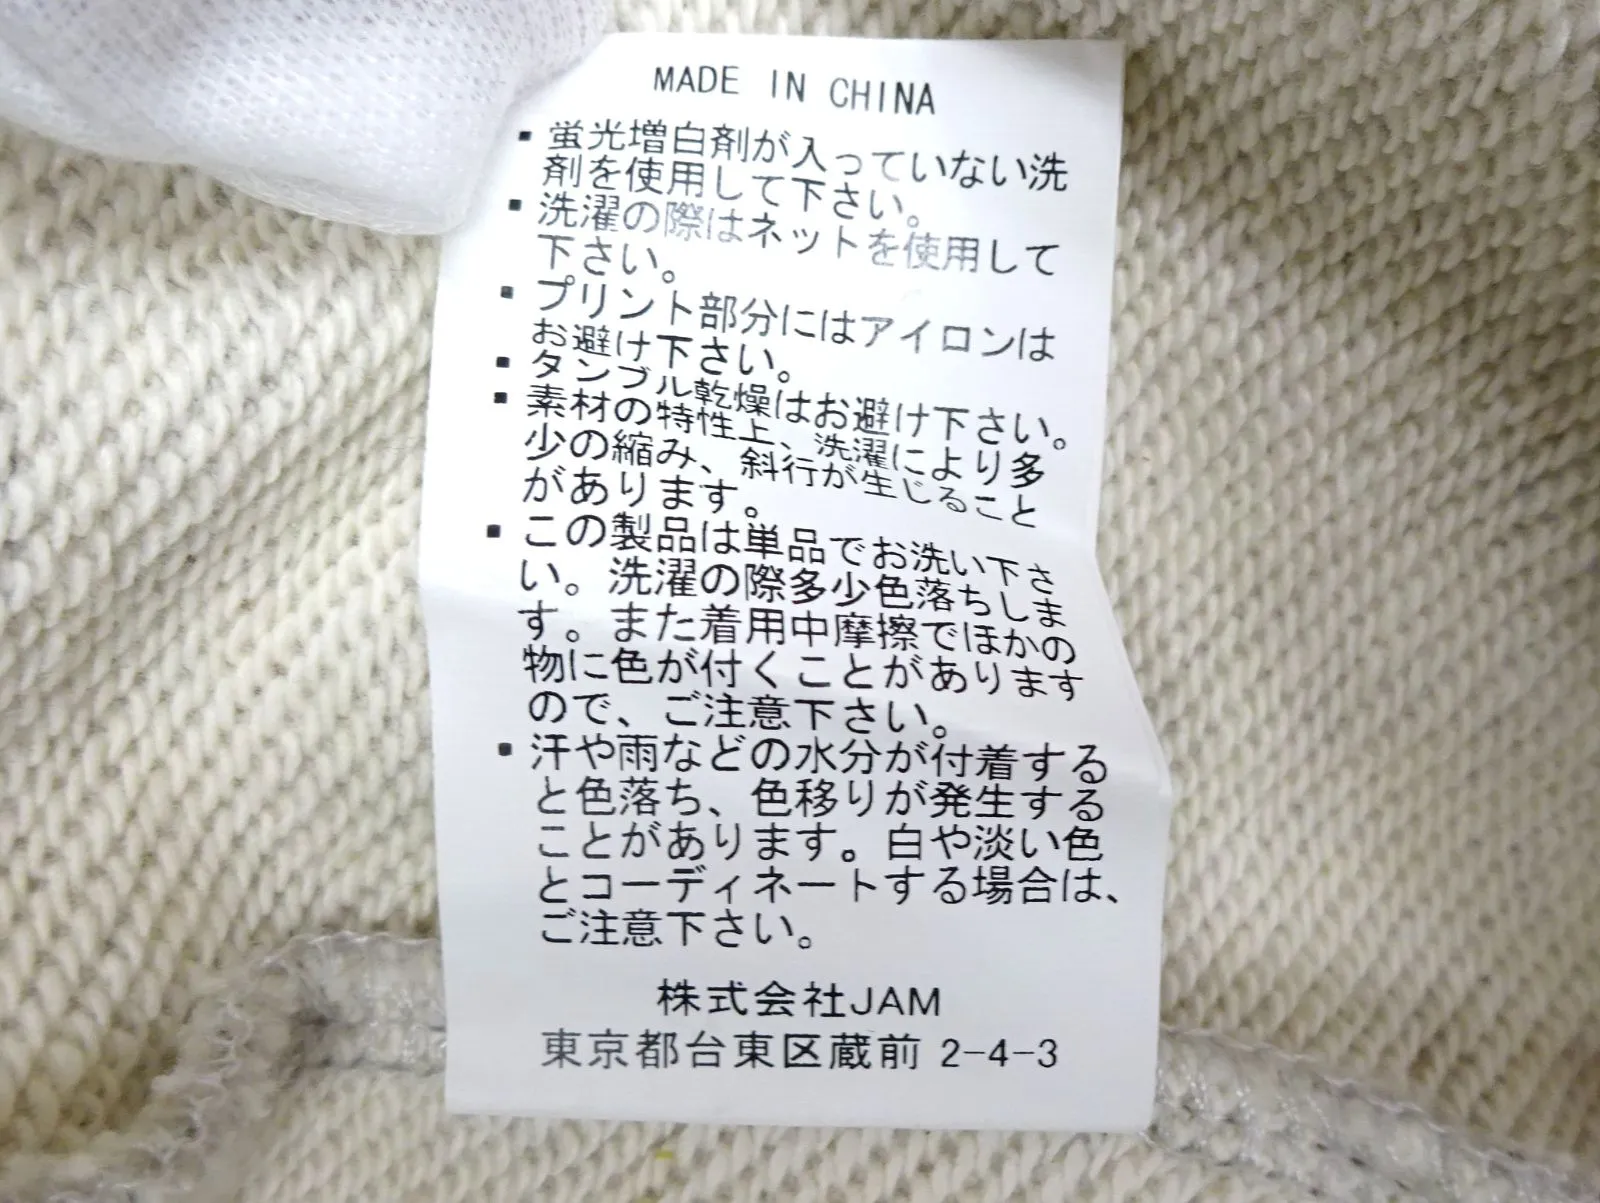 MADE IN CHINA
▪蛍光増白剤が入っていない洗
剤を使用して下さい。
▪洗濯の際はネットを使用して
下さい。
▪プリント部分にはアイロンは
お避け下さい。
▪タンブル乾燥はお避け下さい。
▪素材の特性上、洗濯により多
少の縮み、斜行が生じること
があります。
▪この製品は単品でお洗い下さ
い。洗濯の際多少色落ちしま
す。また着用中摩擦でほかの
物に色が付くことがあります
ので、ご注意下さい。
▪汗や雨などの水分が付着する
と色落ち、色移りが発生する
ことがあります。白や淡い色
とコーディネートする場合は、
ご注意下さい。
株式会社JAM
東京都台東区蔵前 2-4-3